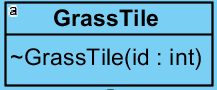 a
GrassTile
~GrassTile(id : int)